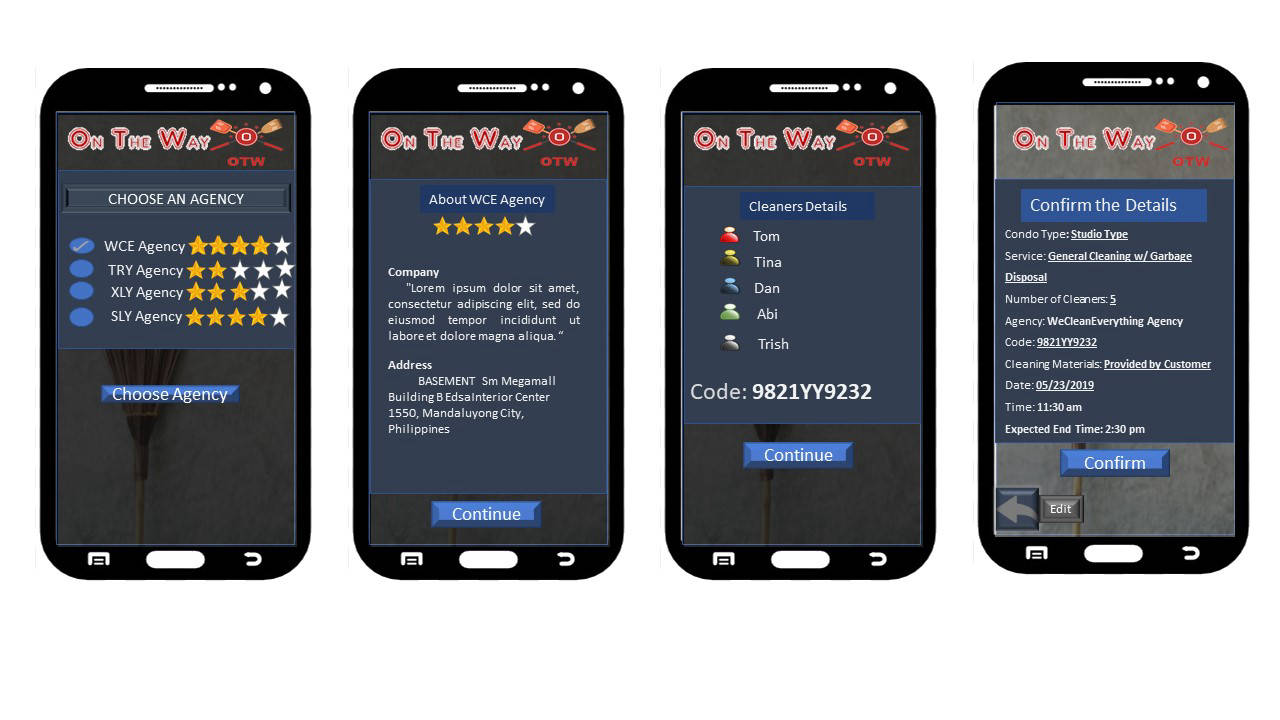 On The Way
O
OTW
CHOOSE AN AGENCY
WCE Agency
TRY Agency
XLY Agency
SLY Agency
Choose Agency
On The Way
O
OTW
About WCE Agency
Company
"Lorem ipsum dolor sit amet,
consectetur adipiscing elit, sed do
eiusmod tempor incididunt ut
labore et dolore magna aliqua."
Address
BASEMENT Sm Megamall
Building B EdsaInterior Center
1550, Mandaluyong City,
Philippines
Continue
On The Way
O
OTW
Cleaners Details
Tom
Tina
Dan
Abi
Trish
Code: 9821YY9232
Continue
On The Way
O
OTW
Confirm the Details
Condo Type: Studio Type
Service: General Cleaning w/ Garbage
Disposal
Number of Cleaners: 5
Agency: WeCleanEverything Agency
Code: 9821YY9232
Cleaning Materials: Provided by Customer
Date: 05/23/2019
Time: 11:30 am
Expected End Time: 2:30 pm
Confirm
Edit